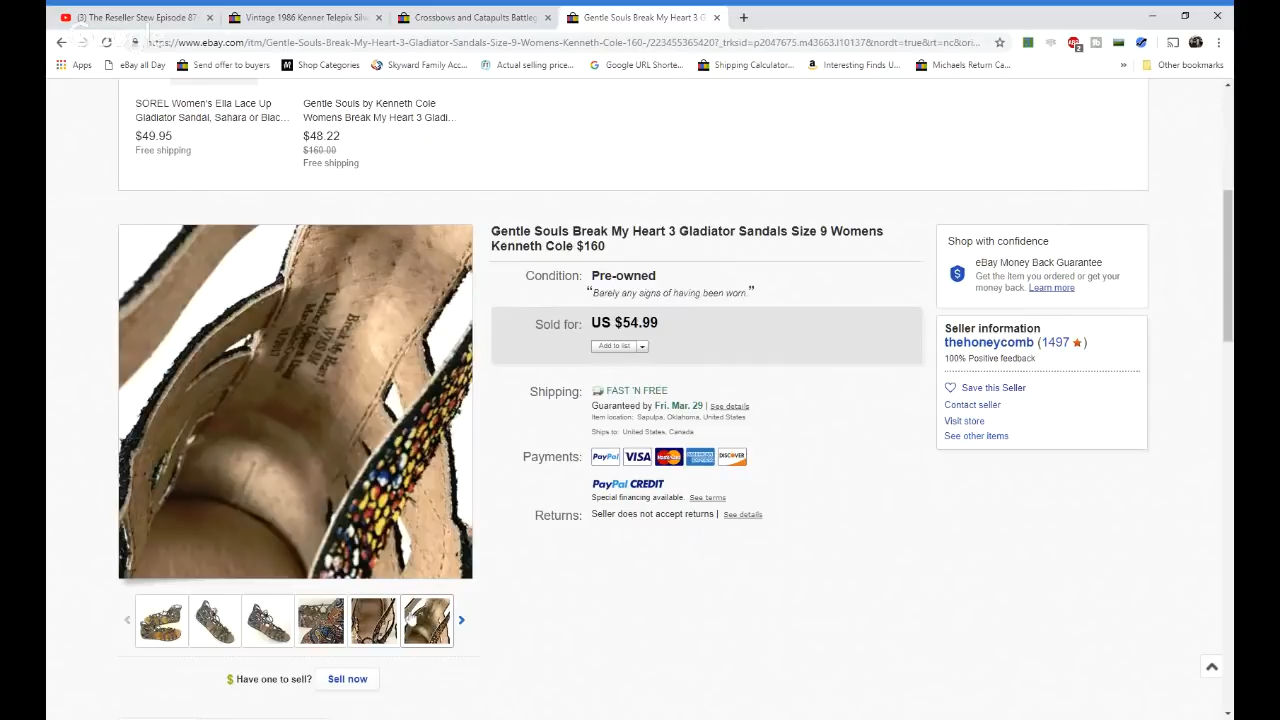 (3) The Reseller Stew Episode 87
Vintage 1986 Kenner Telepix Silv
Crossbows and Catapults Battleg
Gentle Souls Break My Heart 3 G
https://www.ebay.com/itm/Gentle-Souls-Break-My-Heart-3-Gladiator-Sandals-Size-9-Womens-Kenneth-Cole-160-/223455365420?_trksid=p2047675.m43663.l10137&nordt=true&rt=nc&ori...
Apps
eBay all Day
Send offer to buyers
Shop Categories
Skyward Family Acc...
Actual selling price...
Google URL Shorte...
Shipping Calculator...
Interesting Finds U...
Michaels Return Ca...
»
Other bookmarks
SOREL Women's Ella Lace Up
Gladiator Sandal, Sahara or Blac...
$49.95
Free shipping
Gentle Souls by Kenneth Cole
Womens Break My Heart 3 Gladi...
$48.22
$160.00
Free shipping
Gentle Souls Break My Heart 3 Gladiator Sandals Size 9 Womens
Kenneth Cole $160
Condition: Pre-owned
“Barely any signs of having been worn.”
Sold for: US $54.99
Add to list
Shipping: FAST 'N FREE
Guaranteed by Fri. Mar. 29 | See details
Item location: Sapulpa, Oklahoma, United States
Ships to: United States, Canada
Payments: PayPal VISA MasterCard AMERICAN EXPRESS DISCOVER
PayPal CREDIT
Special financing available. See terms
Returns: Seller does not accept returns | See details
Shop with confidence
eBay Money Back Guarantee
Get the item you ordered or get your
money back. Learn more
Seller information
thehoneycomb (1497 ★)
100% Positive feedback
Save this Seller
Contact seller
Visit store
See other items
$ Have one to sell? Sell now